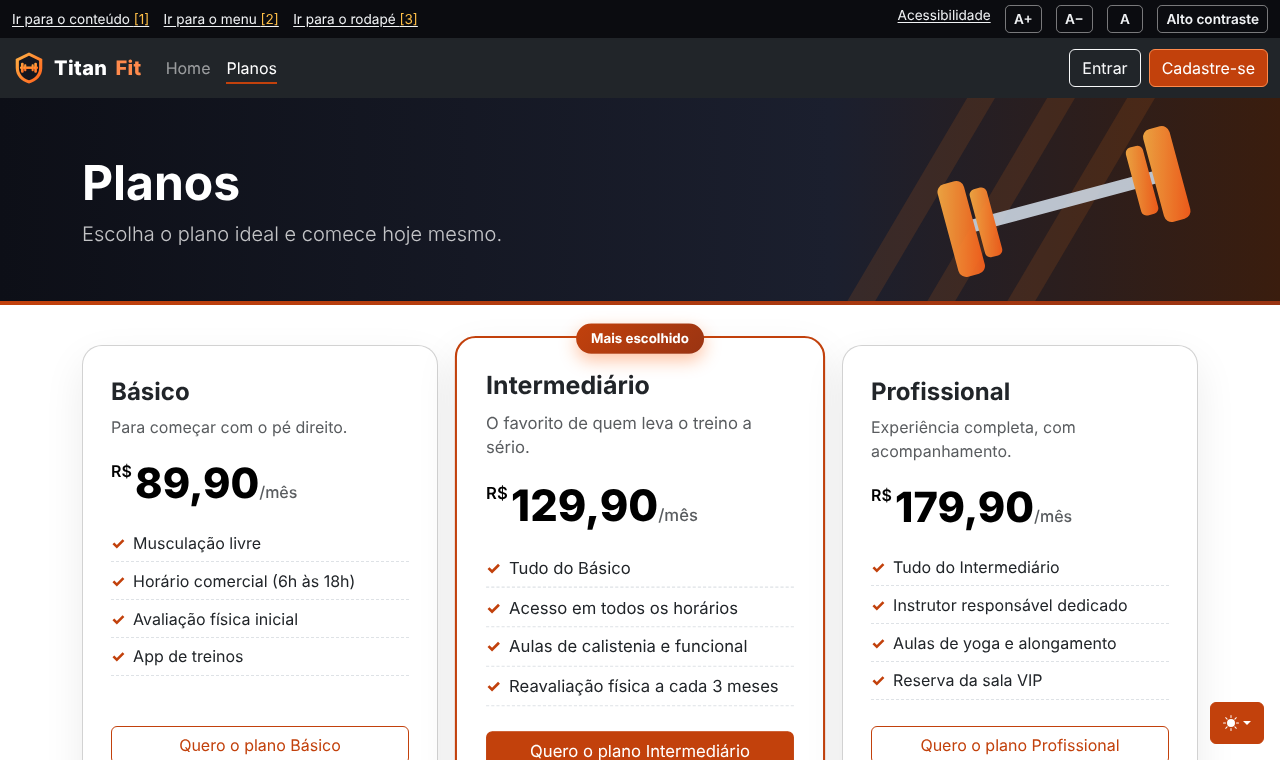 Ir para o conteúdo [1] Ir para o menu [2] Ir para o rodapé [3] Acessibilidade A+ A− A Alto contraste
Titan Fit Home Planos Entrar Cadastre-se
Planos
Escolha o plano ideal e comece hoje mesmo.
Básico
Para começar com o pé direito.
R$ 89,90/mês
Musculação livre
Horário comercial (6h às 18h)
Avaliação física inicial
App de treinos
Quero o plano Básico
Mais escolhido
Intermediário
O favorito de quem leva o treino a
sério.
R$ 129,90/mês
Tudo do Básico
Acesso em todos os horários
Aulas de calistenia e funcional
Reavaliação física a cada 3 meses
Quero o plano Intermediário
Profissional
Experiência completa, com
acompanhamento.
R$ 179,90/mês
Tudo do Intermediário
Instrutor responsável dedicado
Aulas de yoga e alongamento
Reserva da sala VIP
Quero o plano Profissional